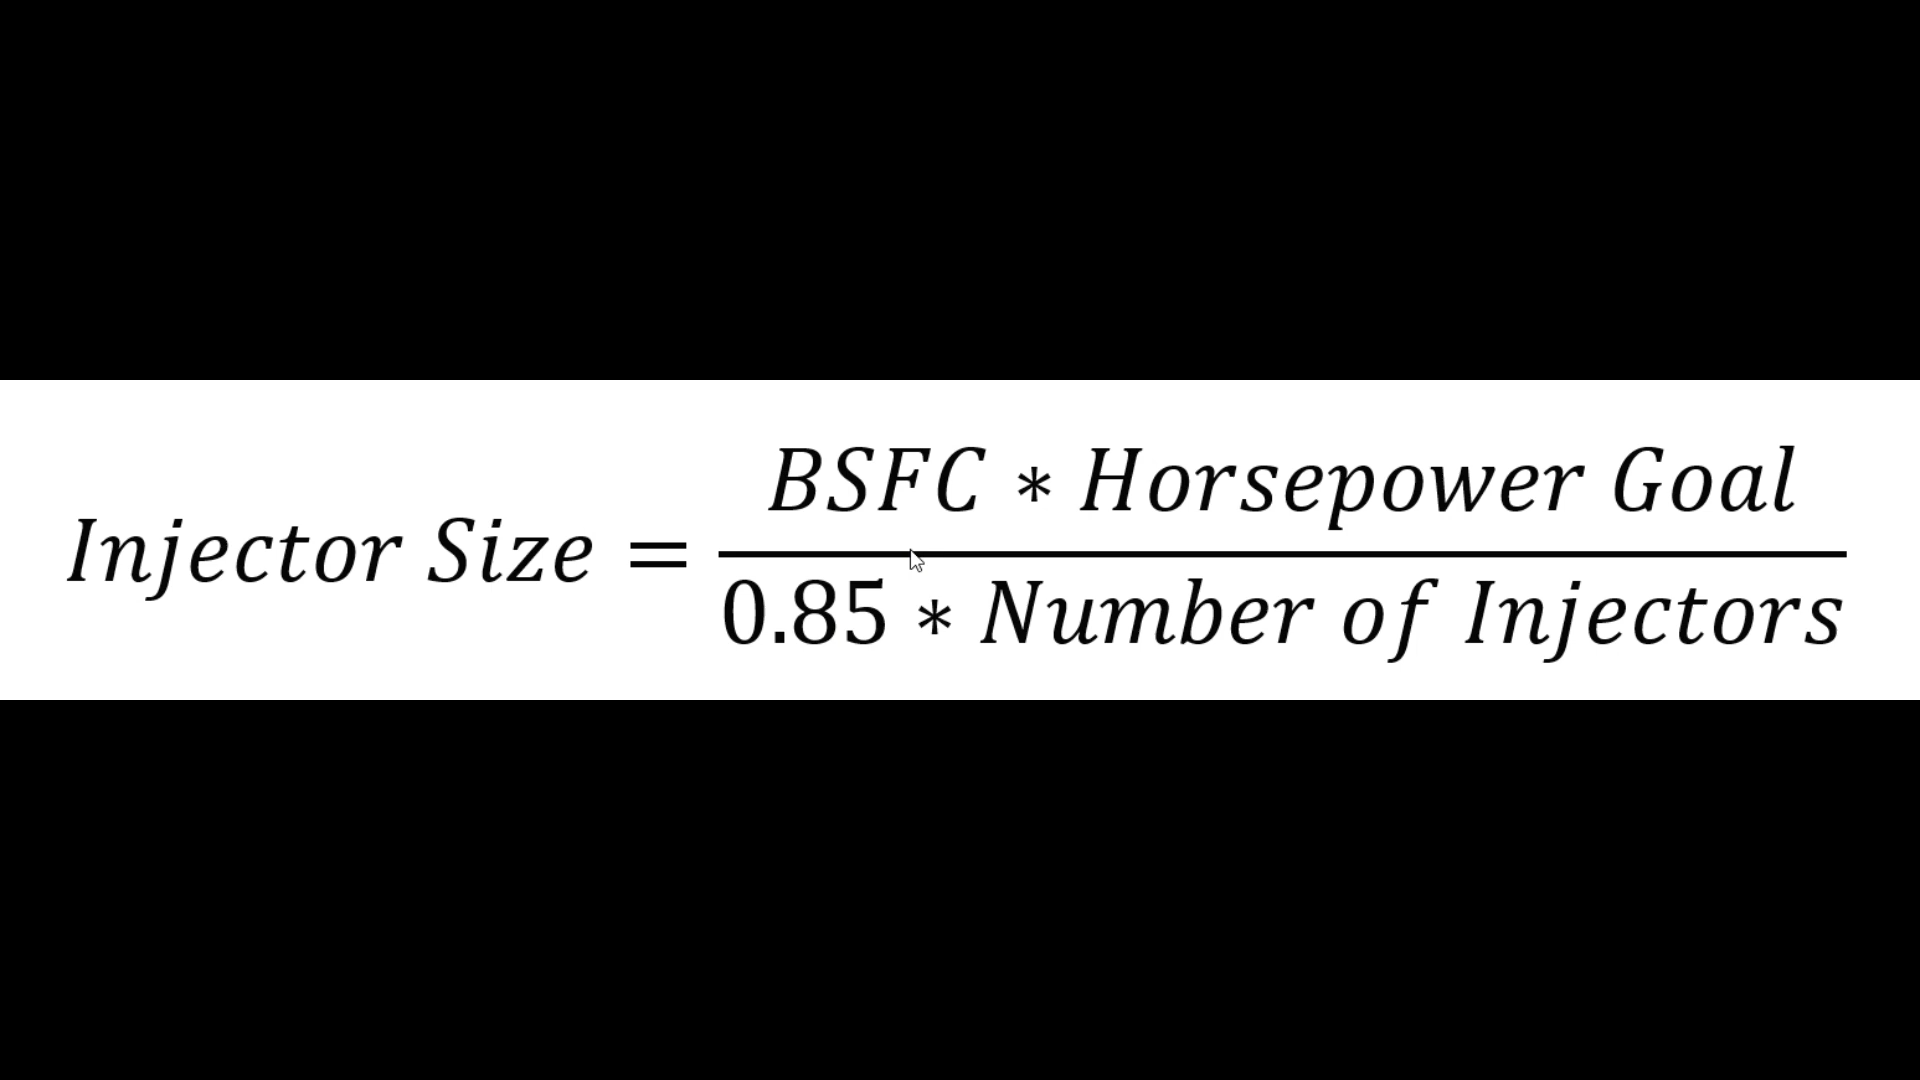 Injector Size = BSFC * Horsepower Goal
0.85 * Number of Injectors